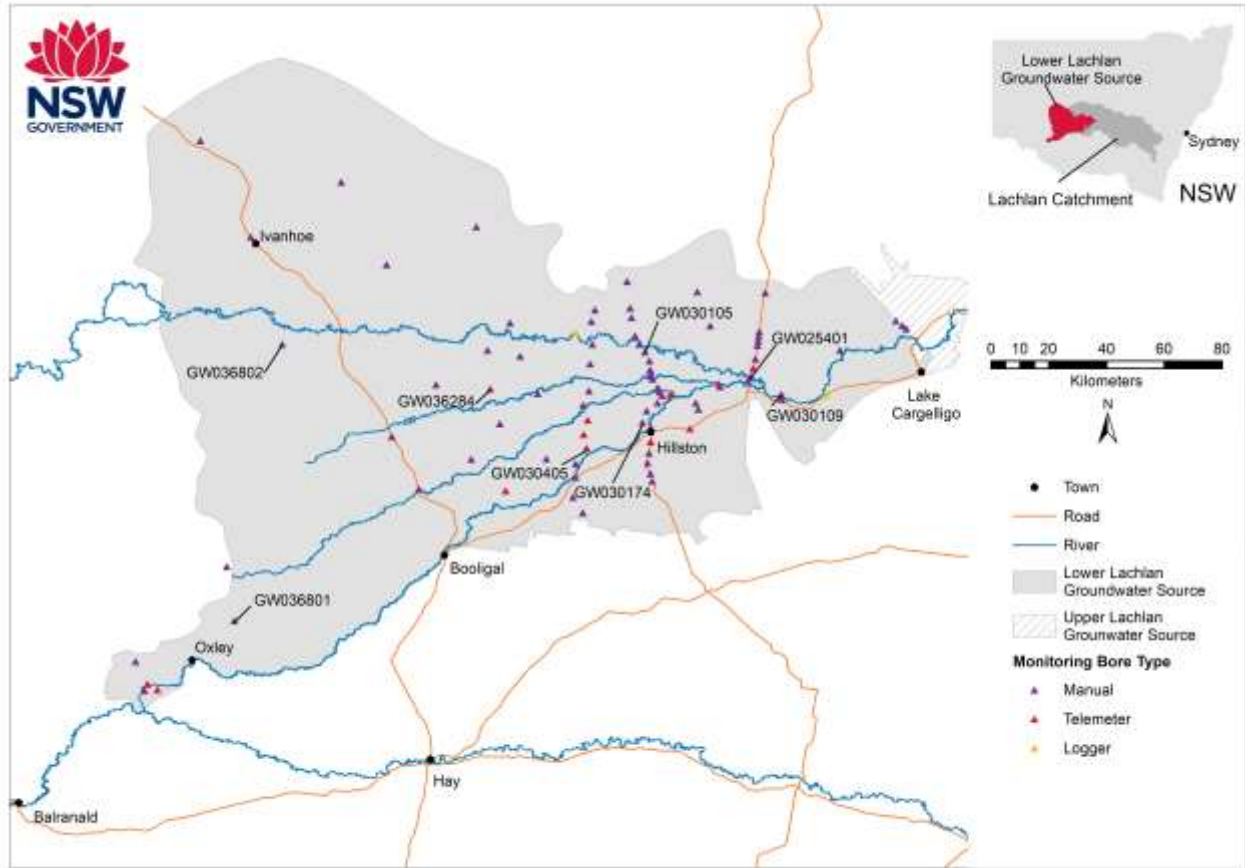 NSW
GOVERNMENT
Lower Lachlan
Groundwater Source
Sydney
Lachlan Catchment
NSW
Ivanhoe
GW030105
GW025401
GW036802
GW036284
GW030109
Lake
Cargelligo
Hillston
GW030405
GW030174
Booligal
GW036801
Oxley
Hay
Balranald
0 10 20 40 60 80
Kilometers
N
Town
Road
River
Lower Lachlan
Groundwater Source
Upper Lachlan
Grounwater Source
Monitoring Bore Type
Manual
Telemeter
Logger